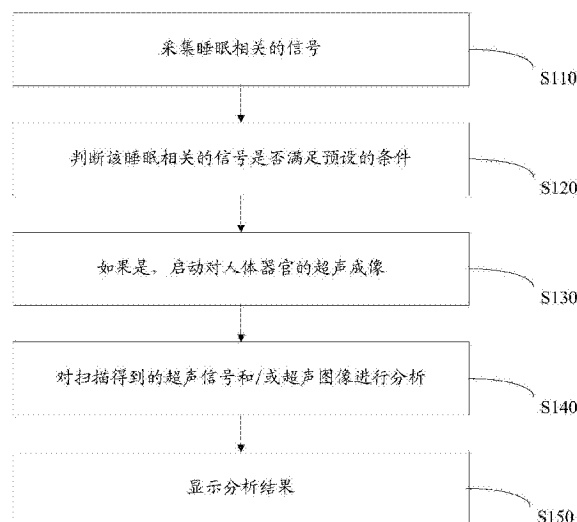 采集睡眠相关的信号
S110
判断该睡眠相关的信号是否满足预设的条件
S120
如果是，启动对人体器官的超声成像
S130
对扫描得到的超声信号和/或超声图像进行分析
S140
显示分析结果
S150